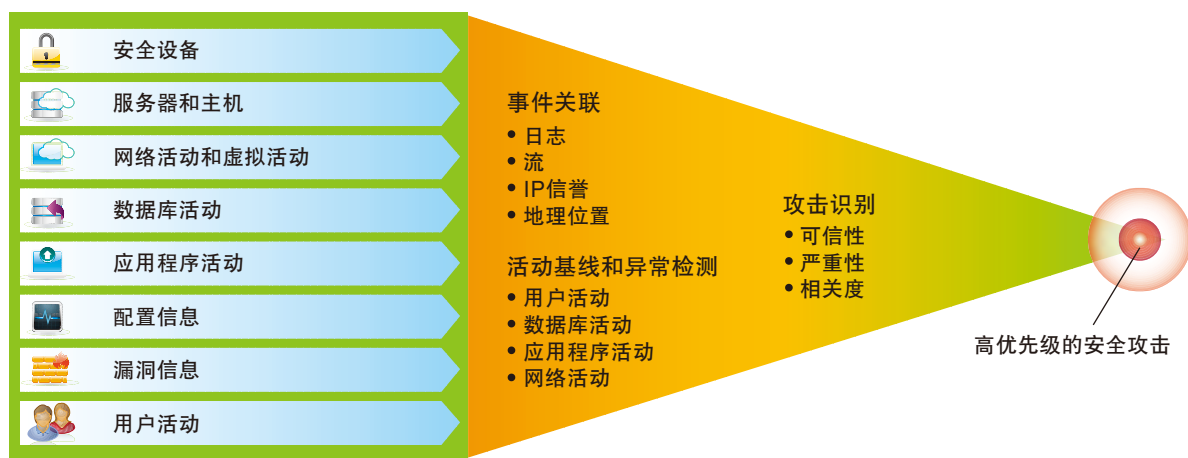 安全设备
服务器和主机
网络活动和虚拟活动
数据库活动
应用程序活动
配置信息
漏洞信息
用户活动
事件关联
• 日志
• 流
• IP信誉
• 地理位置
活动基线和异常检测
• 用户活动
• 数据库活动
• 应用程序活动
• 网络活动
攻击识别
• 可信性
• 严重性
• 相关度
高优先级的安全攻击